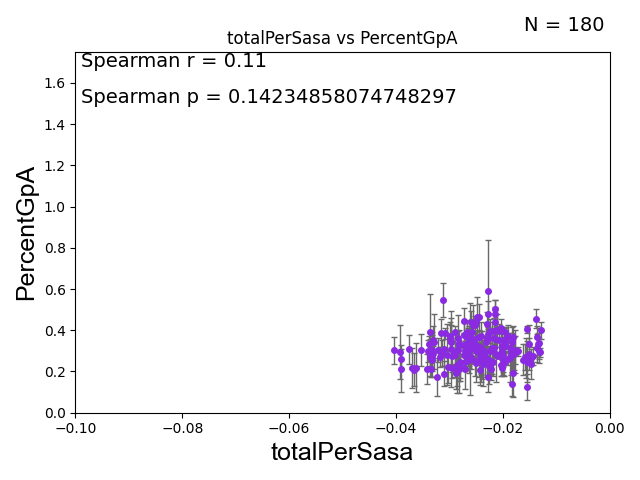 N = 180
totalPerSasa vs PercentGpA
Spearman r = 0.11
Spearman p = 0.14234858074748297
PercentGpA
1.6
1.4
1.2
1.0
0.8
0.6
0.4
0.2
0.0
−0.10
−0.08
−0.06
−0.04
−0.02
0.00
totalPerSasa